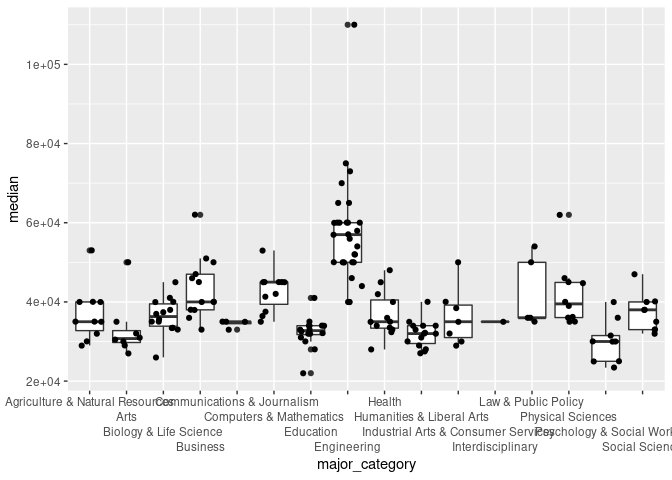 1e+05
8e+04
6e+04
4e+04
2e+04
median
Agriculture & Natural Resources
Communications & Journalism
Health
Law & Public Policy
Arts
Computers & Mathematics
Humanities & Liberal Arts
Physical Sciences
Biology & Life Science
Education
Industrial Arts & Consumer Services
Psychology & Social Work
Business
Engineering
Interdisciplinary
Social Scien
major_category